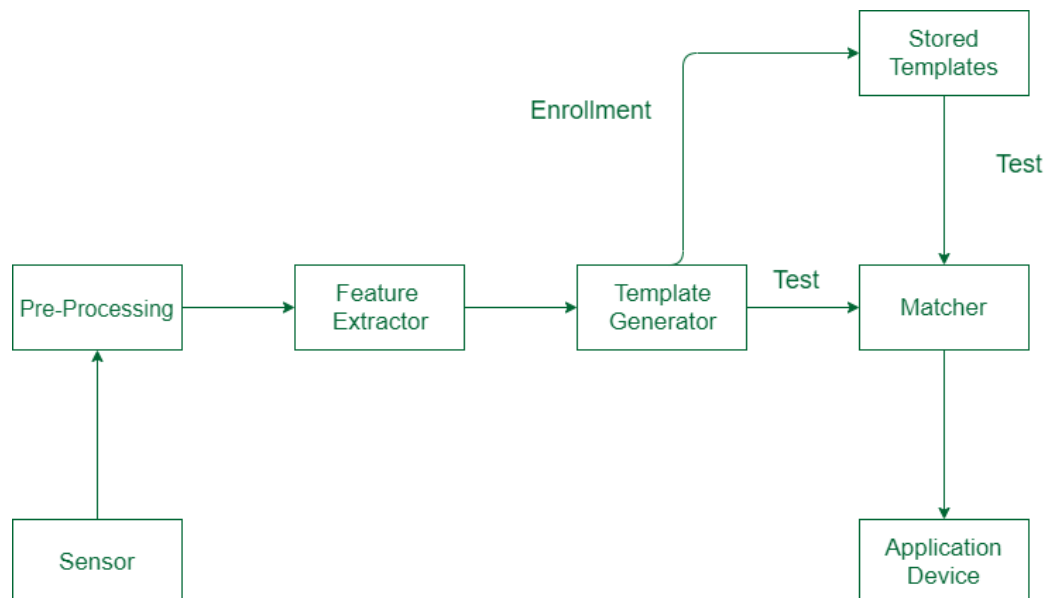 Stored
Templates
Enrollment
Test
Pre-Processing
Feature
Extractor
Template
Generator
Test
Matcher
Sensor
Application
Device